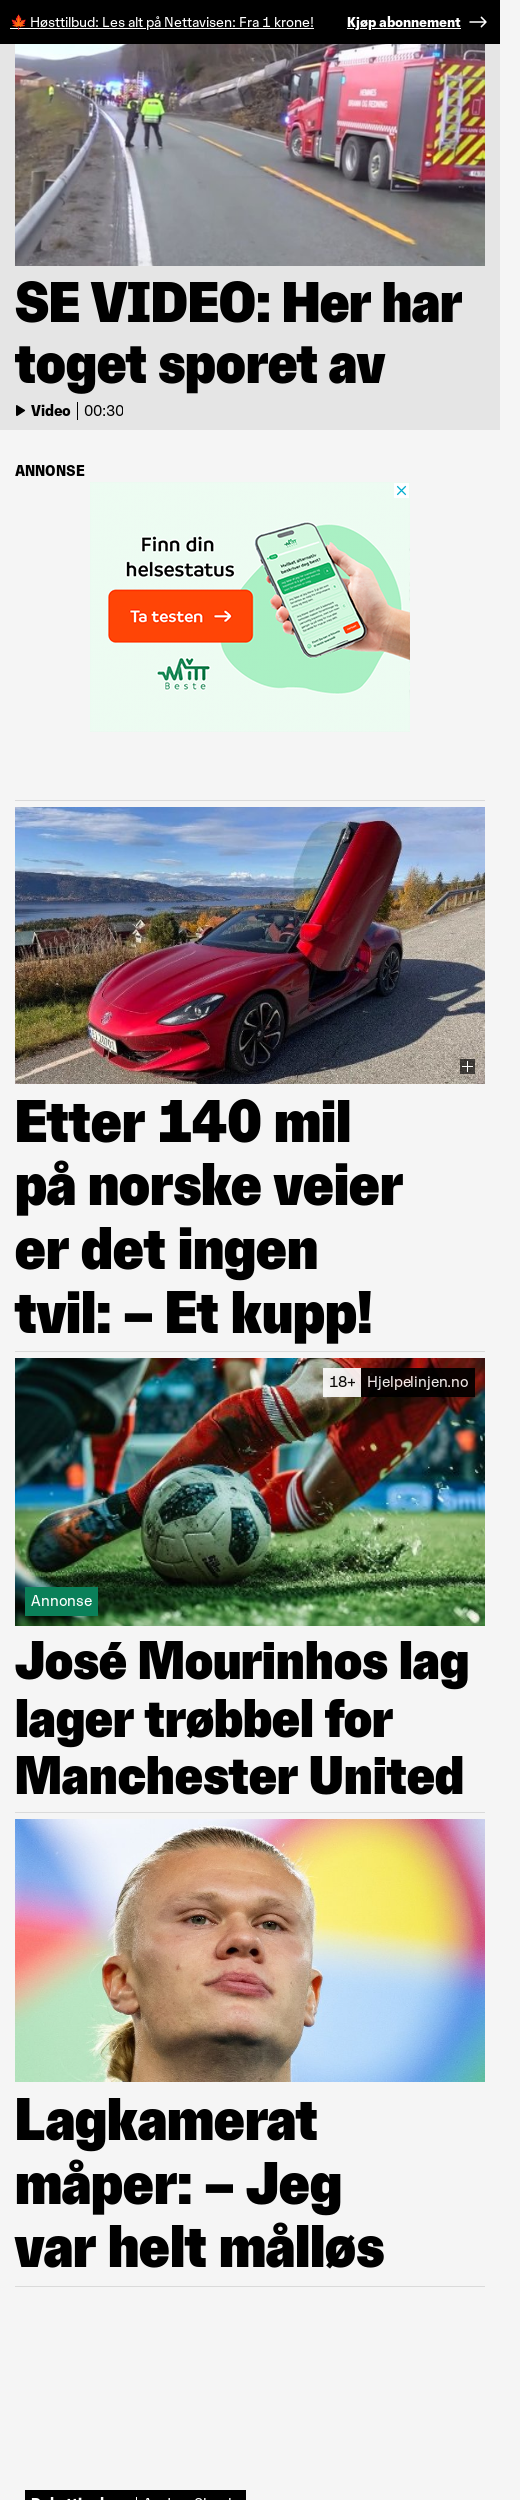 🍁 Høsttilbud: Les alt på Nettavisen: Fra 1 krone! Kjøp abonnement →
SE VIDEO: Her har
toget sporet av
Video | 00:30
ANNONSE
Finn din
helsestatus
Ta testen →
Mitt
Beste
Etter 140 mil
på norske veier
er det ingen
tvil: – Et kupp!
18+ Hjelpelinjen.no
Annonse
José Mourinhos lag
lager trøbbel for
Manchester United
Lagkamerat
måper: – Jeg
var helt målløs